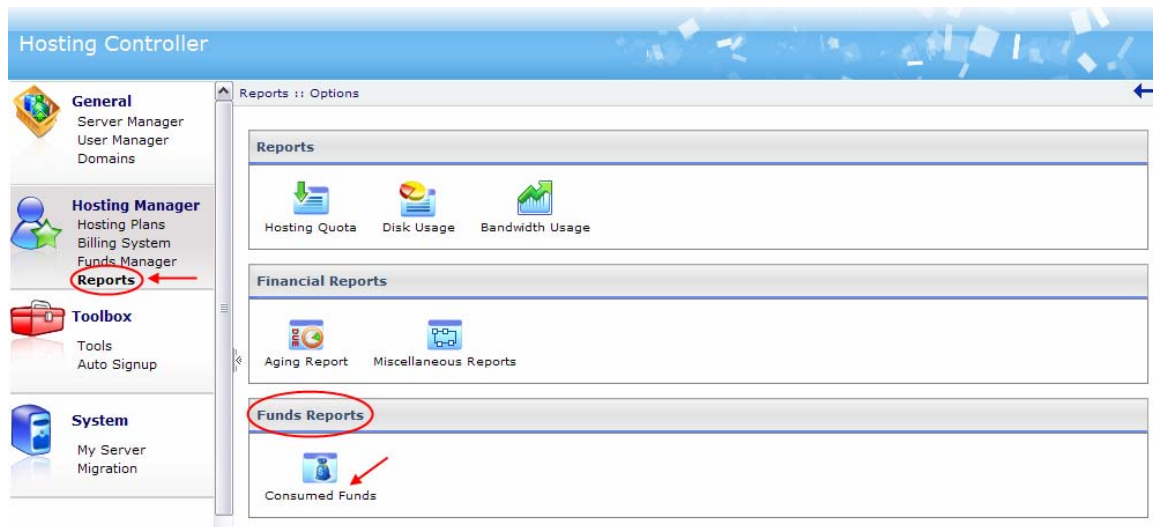 Hosting Controller
General
Server Manager
User Manager
Domains
Hosting Manager
Hosting Plans
Billing System
Funds Manager
Reports
Toolbox
Tools
Auto Signup
System
My Server
Migration
Reports :: Options
Reports
Hosting Quota Disk Usage Bandwidth Usage
Financial Reports
DUE
Aging Report Miscellaneous Reports
Funds Reports
Consumed Funds